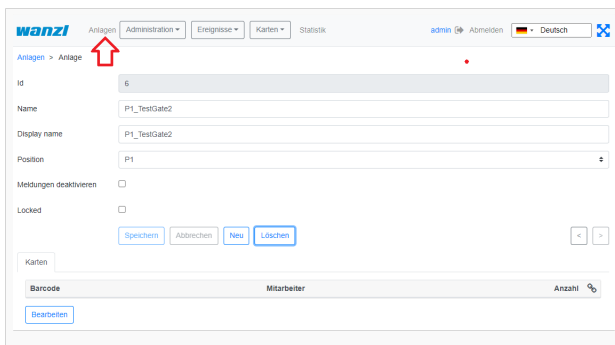 wanzl Anlagen Administration Ereignisse Karten Statistik admin Abmelden Deutsch
Anlagen > Anlage
Id 6
Name P1_TestGate2
Display name P1_TestGate2
Position P1
Meldungen deaktivieren
Locked
Speichern Abbrechen Neu Löschen < >
Karten
Barcode Mitarbeiter Anzahl
Bearbeiten